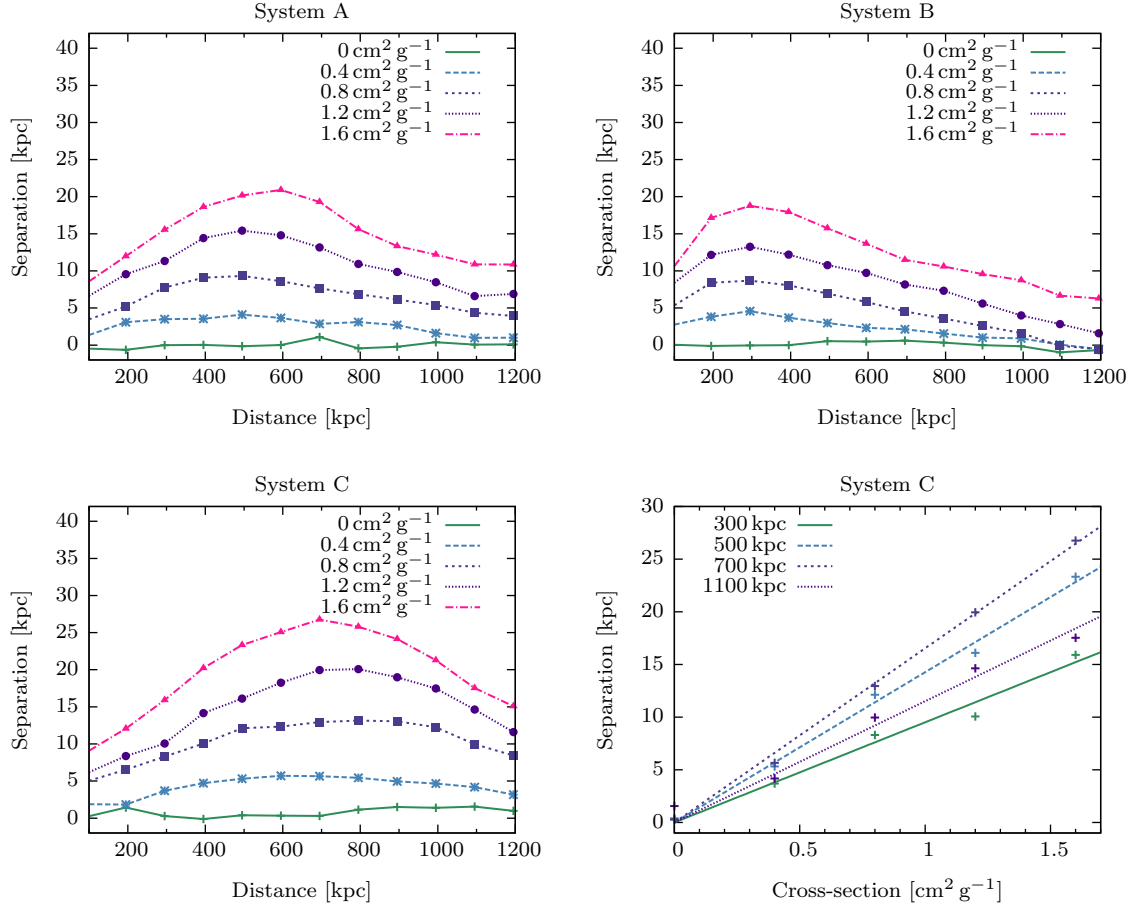 System A
Separation [kpc]
40
35
30
25
20
15
10
5
0
0 cm² g⁻¹
0.4 cm² g⁻¹
0.8 cm² g⁻¹
1.2 cm² g⁻¹
1.6 cm² g⁻¹
200 400 600 800 1000 1200
Distance [kpc]
System B
Separation [kpc]
40
35
30
25
20
15
10
5
0
0 cm² g⁻¹
0.4 cm² g⁻¹
0.8 cm² g⁻¹
1.2 cm² g⁻¹
1.6 cm² g⁻¹
200 400 600 800 1000 1200
Distance [kpc]
System C
Separation [kpc]
40
35
30
25
20
15
10
5
0
0 cm² g⁻¹
0.4 cm² g⁻¹
0.8 cm² g⁻¹
1.2 cm² g⁻¹
1.6 cm² g⁻¹
200 400 600 800 1000 1200
Distance [kpc]
System C
Separation [kpc]
30
25
20
15
10
5
0
300 kpc
500 kpc
700 kpc
1100 kpc
0 0.5 1 1.5
Cross-section [cm² g⁻¹]